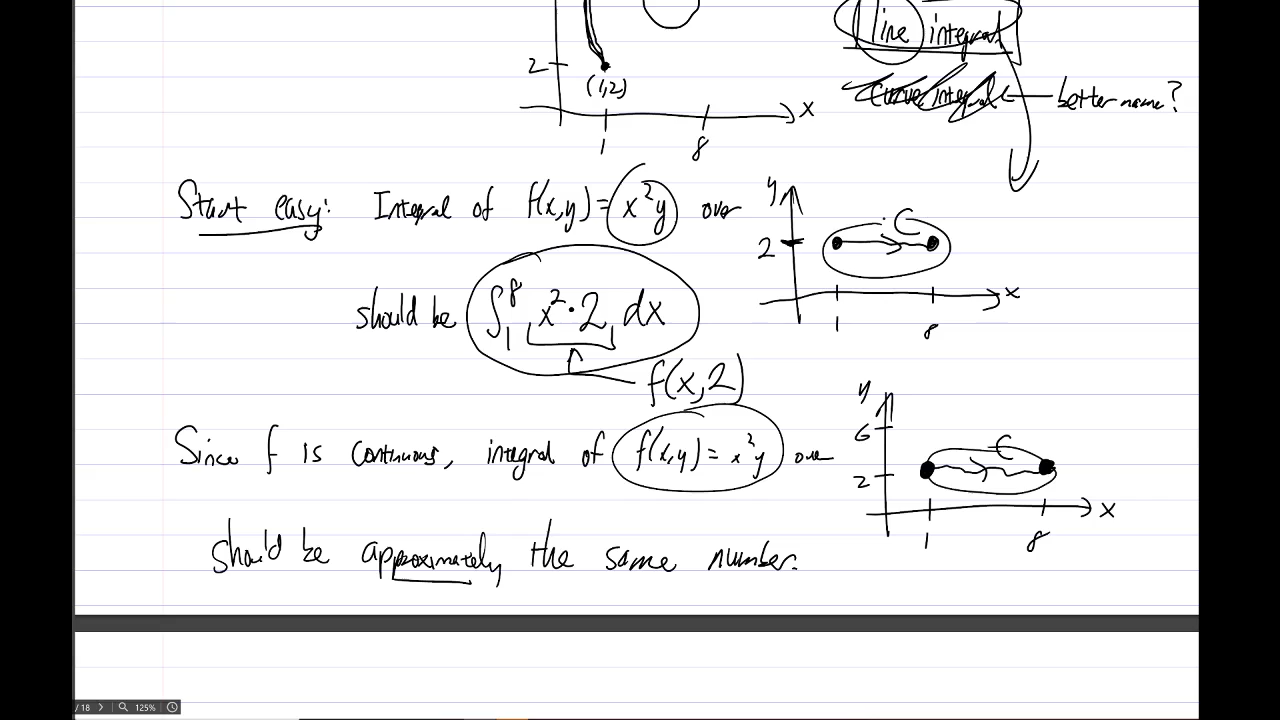 line integral
curve integral
better name?
2
(1,2)
x
1
8
Start easy: Integral of f(x,y) = x²y over
y
C
2
x
1
8
should be ∫₁⁸ x²·2 dx
f(x,2)
y
6
C
2
x
1
8
Since f is continuous, integral of f(x,y) = x²y over
should be approximately the same number.
/ 18
125%